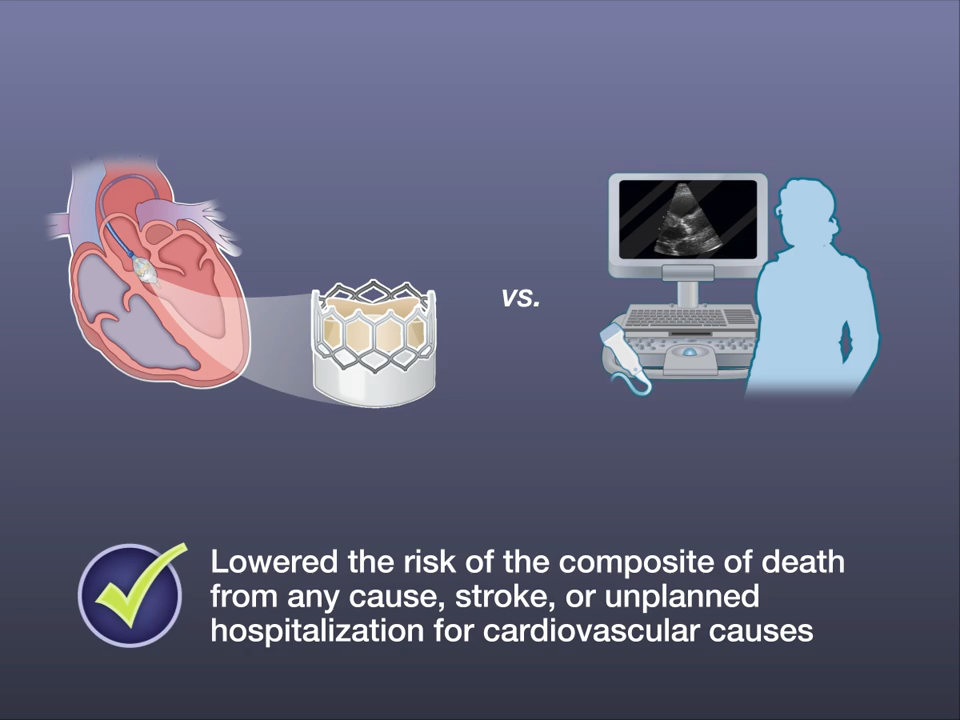 vs.
Lowered the risk of the composite of death
from any cause, stroke, or unplanned
hospitalization for cardiovascular causes